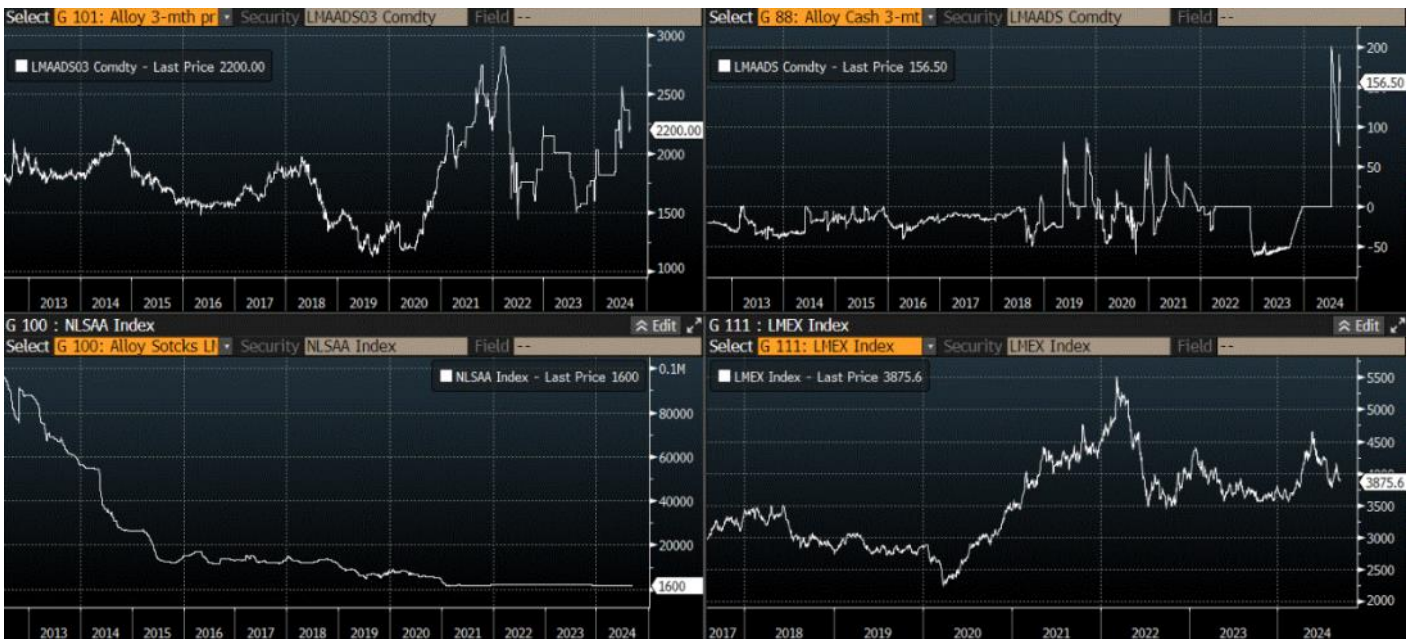 Select G 101: Alloy 3-mth pr Security LMAADS03 Comdty Field --
LMAADS03 Comdty - Last Price 2200.00
3000
2500
2200.00
2000
1500
1000
2013 2014 2015 2016 2017 2018 2019 2020 2021 2022 2023 2024
Select G 88: Alloy Cash 3-mt Security LMAADS Comdty Field --
LMAADS Comdty - Last Price 156.50
200
156.50
100
50
0
-50
2013 2014 2015 2016 2017 2018 2019 2020 2021 2022 2023 2024
G 100 : NLSAA Index Edit
Select G 100: Alloy Sotcks LM Security NLSAA Index Field --
NLSAA Index - Last Price 1600
0.1M
80000
60000
40000
20000
1600
2013 2014 2015 2016 2017 2018 2019 2020 2021 2022 2023 2024
G 111 : LMEX Index Edit
Select G 111: LMEX Index Security LMEX Index Field --
LMEX Index - Last Price 3875.6
5500
5000
4500
4000
3875.6
3500
3000
2500
2000
2017 2018 2019 2020 2021 2022 2023 2024